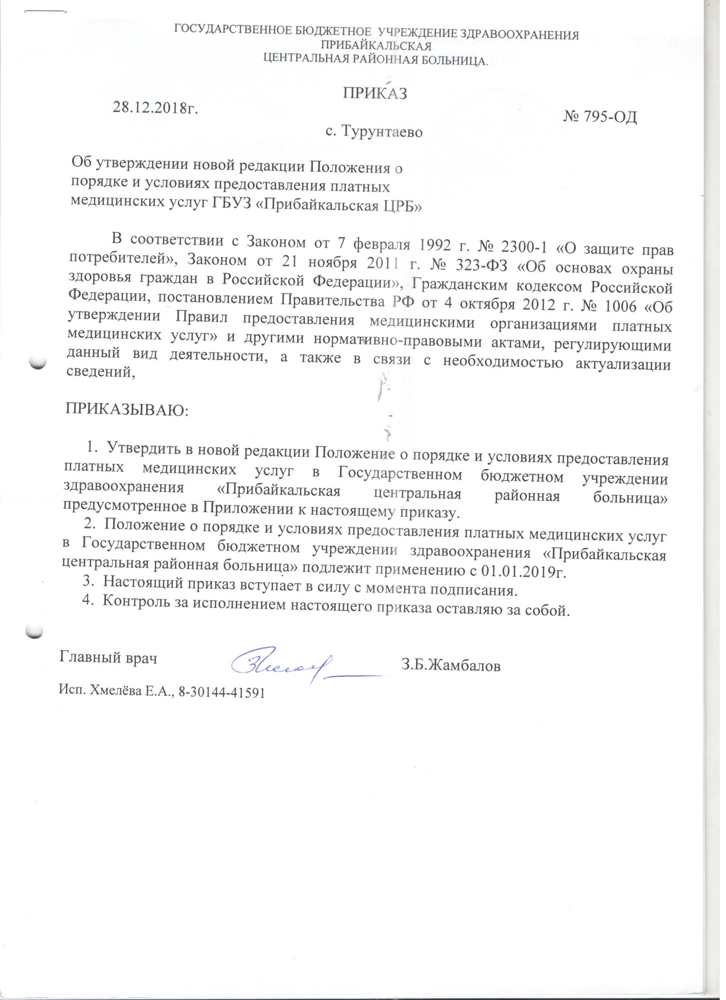 ГОСУДАРСТВЕННОЕ БЮДЖЕТНОЕ УЧРЕЖДЕНИЕ ЗДРАВООХРАНЕНИЯ
ПРИБАЙКАЛЬСКАЯ
ЦЕНТРАЛЬНАЯ РАЙОННАЯ БОЛЬНИЦА.
ПРИКАЗ
28.12.2018г.
№ 795-ОД
с. Турунтаево
Об утверждении новой редакции Положения о
порядке и условиях предоставления платных
медицинских услуг ГБУЗ «Прибайкальская ЦРБ»
В соответствии с Законом от 7 февраля 1992 г. № 2300-1 «О защите прав
потребителей», Законом от 21 ноября 2011 г. № 323-ФЗ «Об основах охраны
здоровья граждан в Российской Федерации», Гражданским кодексом Российской
Федерации, постановлением Правительства РФ от 4 октября 2012 г. № 1006 «Об
утверждении Правил предоставления медицинскими организациями платных
медицинских услуг» и другими нормативно-правовыми актами, регулирующими
данный вид деятельности, а также в связи с необходимостью актуализации
сведений,
ПРИКАЗЫВАЮ:
1. Утвердить в новой редакции Положение о порядке и условиях предоставления
платных медицинских услуг в Государственном бюджетном учреждении
здравоохранения «Прибайкальская центральная районная больница»
предусмотренное в Приложении к настоящему приказу.
2. Положение о порядке и условиях предоставления платных медицинских услуг
в Государственном бюджетном учреждении здравоохранения «Прибайкальская
центральная районная больница» подлежит применению с 01.01.2019г.
3. Настоящий приказ вступает в силу с момента подписания.
4. Контроль за исполнением настоящего приказа оставляю за собой.
Главный врач
З.Б.Жамбалов
Исп. Хмелёва Е.А., 8-30144-41591